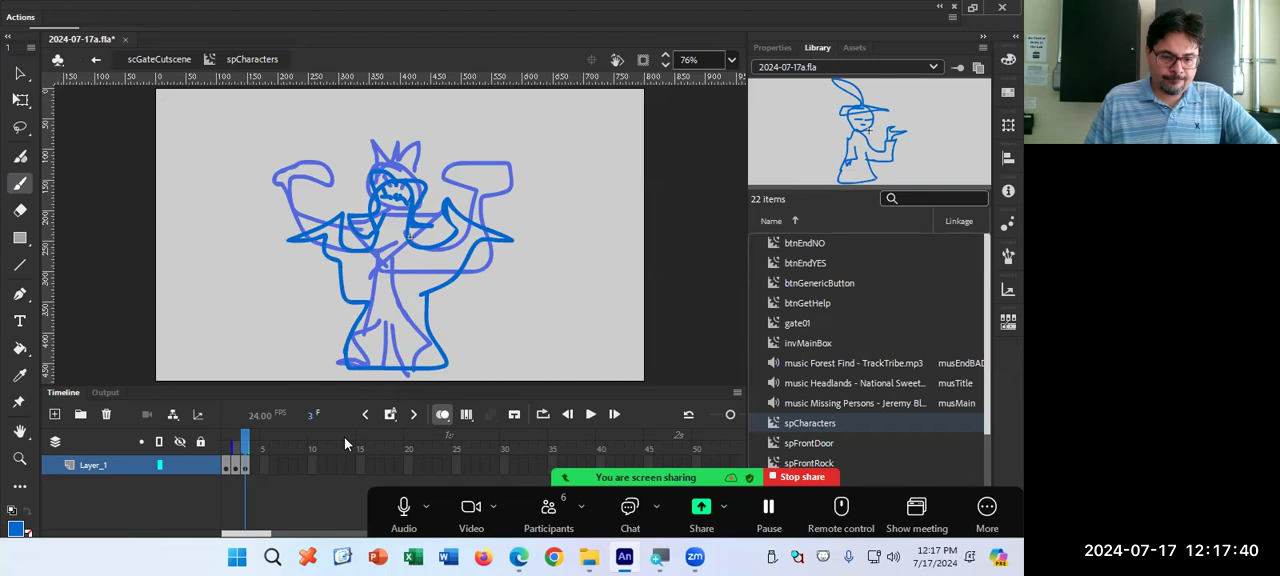 Actions
2024-07-17a.fla*
scGateCutscene spCharacters 76%
Properties Library Assets
2024-07-17a.fla
22 items
Name Linkage
btnEndNO
btnEndYES
btnGenericButton
btnGetHelp
gate01
invMainBox
music Forest Find - TrackTribe.mp3 musEndBAD
music Headlands - National Sweet... musTitle
music Missing Persons - Jeremy Bl... musMain
spCharacters
spFrontDoor
spFrontRock
Timeline Output
24.00 FPS 3 F
1s 2s
5 10 15 20 25 30 35 40 45 50
Layer_1
You are screen sharing Stop share
6
Audio Video Participants Chat Share Pause Remote control Show meeting More
12:17 PM
7/17/2024
2024-07-17 12:17:40